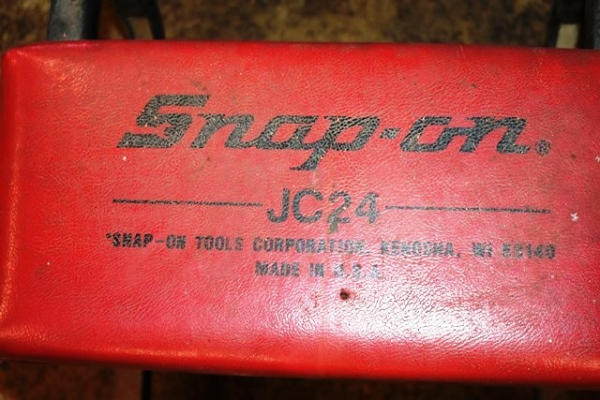 Snap-on®
JC24
*SNAP-ON TOOLS CORPORATION, KENOSHA, WI 53140
MADE IN U.S.A.